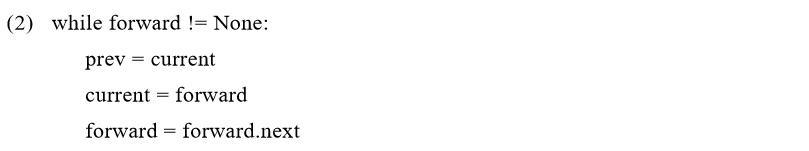 (2) while forward != None:
prev = current
current = forward
forward = forward.next